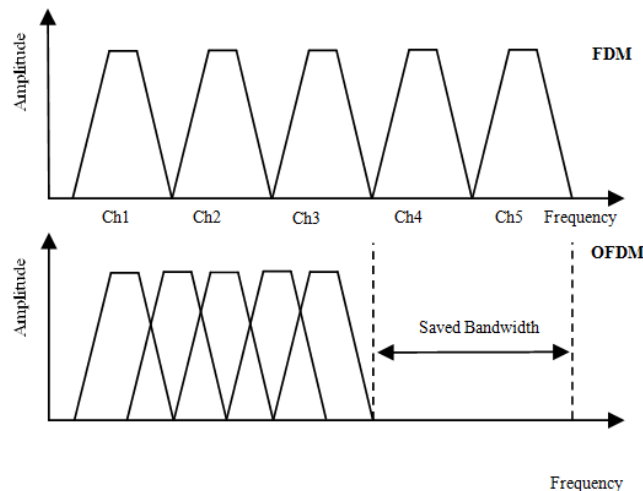 Amplitude
FDM
Ch1 Ch2 Ch3 Ch4 Ch5 Frequency
Amplitude
OFDM
Saved Bandwidth
Frequency